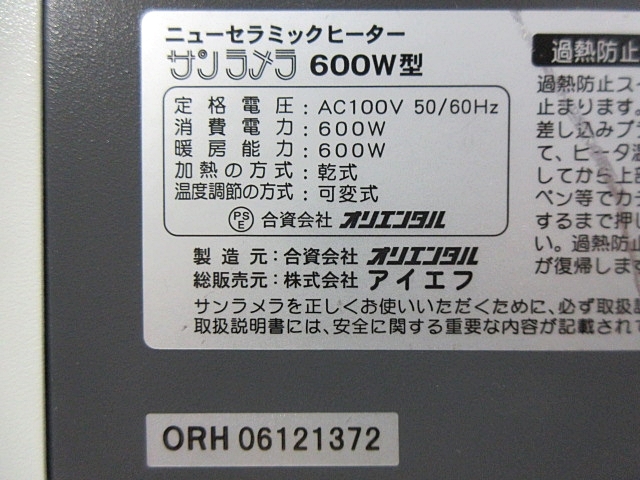 ニューセラミックヒーター
サンラメラ 600W型
定格電圧：AC100V 50/60Hz
消費電力：600W
暖房能力：600W
加熱の方式：乾式
温度調節の方式：可変式
PSE 合資会社 オリエンタル
製造元：合資会社 オリエンタル
総販売元：株式会社 アイエフ
サンラメラを正しくお使いいただくために、必ず取扱説
取扱説明書には、安全に関する重要な内容が記載されて
過熱防止
過熱防止ス
止まります。
差し込みプ
て、ヒータ温
してから上
ペン等でカ
するまで押し
い。過熱防止
が復帰しま
ORH 06121372